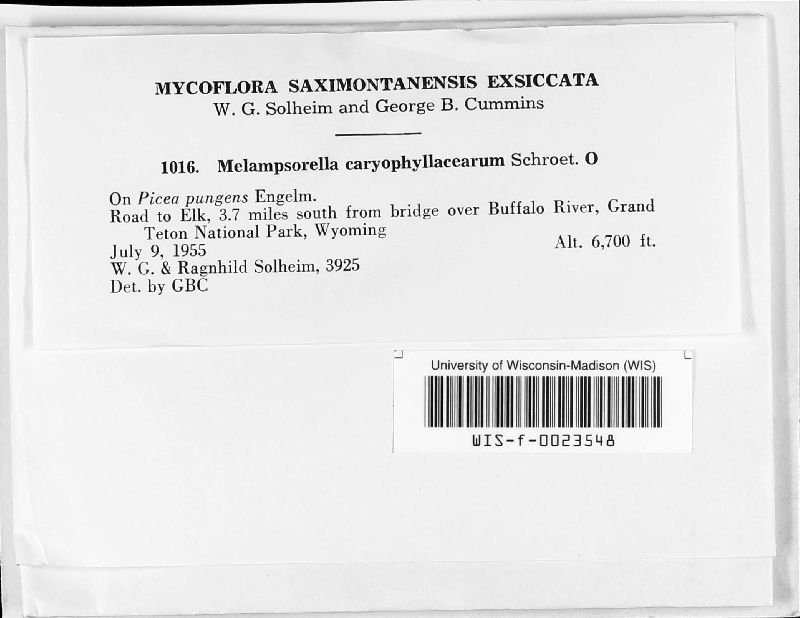 MYCOFLORA SAXIMONTANENSIS EXSICCATA
W. G. Solheim and George B. Cummins
1016. Melampsorella caryophyllacearum Schroet. O
On Picea pungens Engelm.
Road to Elk, 3.7 miles south from bridge over Buffalo River, Grand
Teton National Park, Wyoming
July 9, 1955 Alt. 6,700 ft.
W. G. & Ragnhild Solheim, 3925
Det. by GBC
University of Wisconsin-Madison (WIS)
WIS-f-0023548